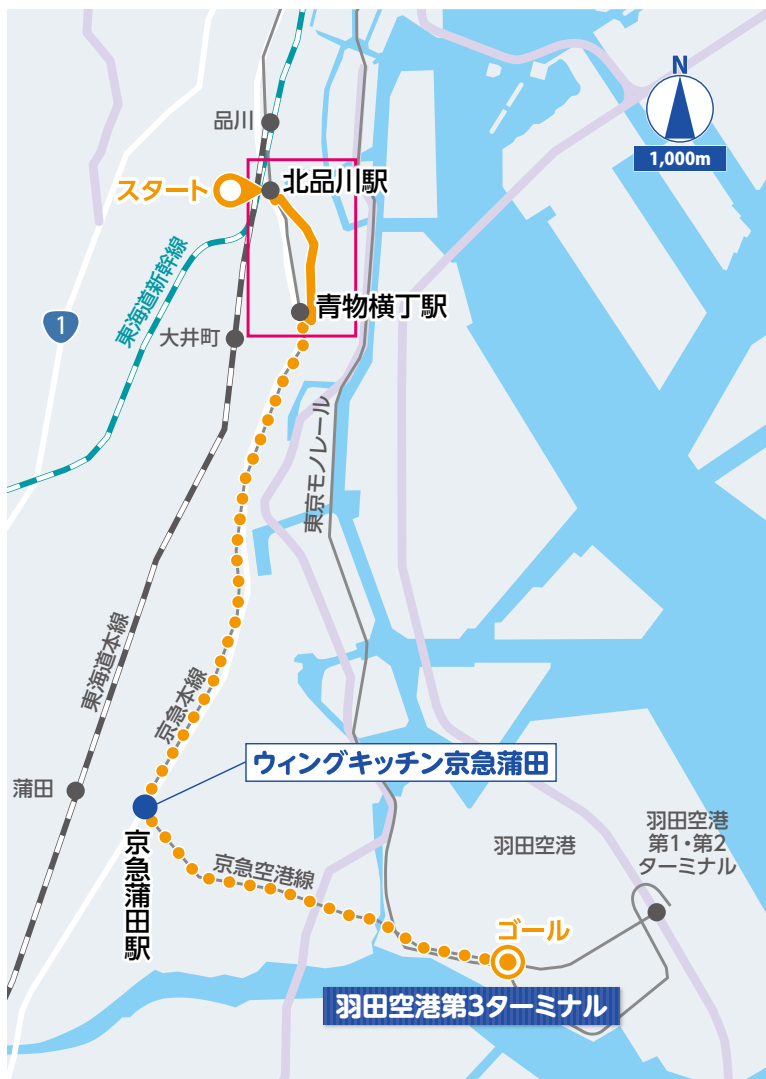 N
1,000m
品川
スタート
北品川駅
東海道新幹線
1
青物横丁駅
大井町
東京モノレール
東海道本線
京急本線
ウィングキッチン京急蒲田
蒲田
京急蒲田駅
京急空港線
羽田空港
羽田空港
第1・第2
ターミナル
ゴール
羽田空港第3ターミナル